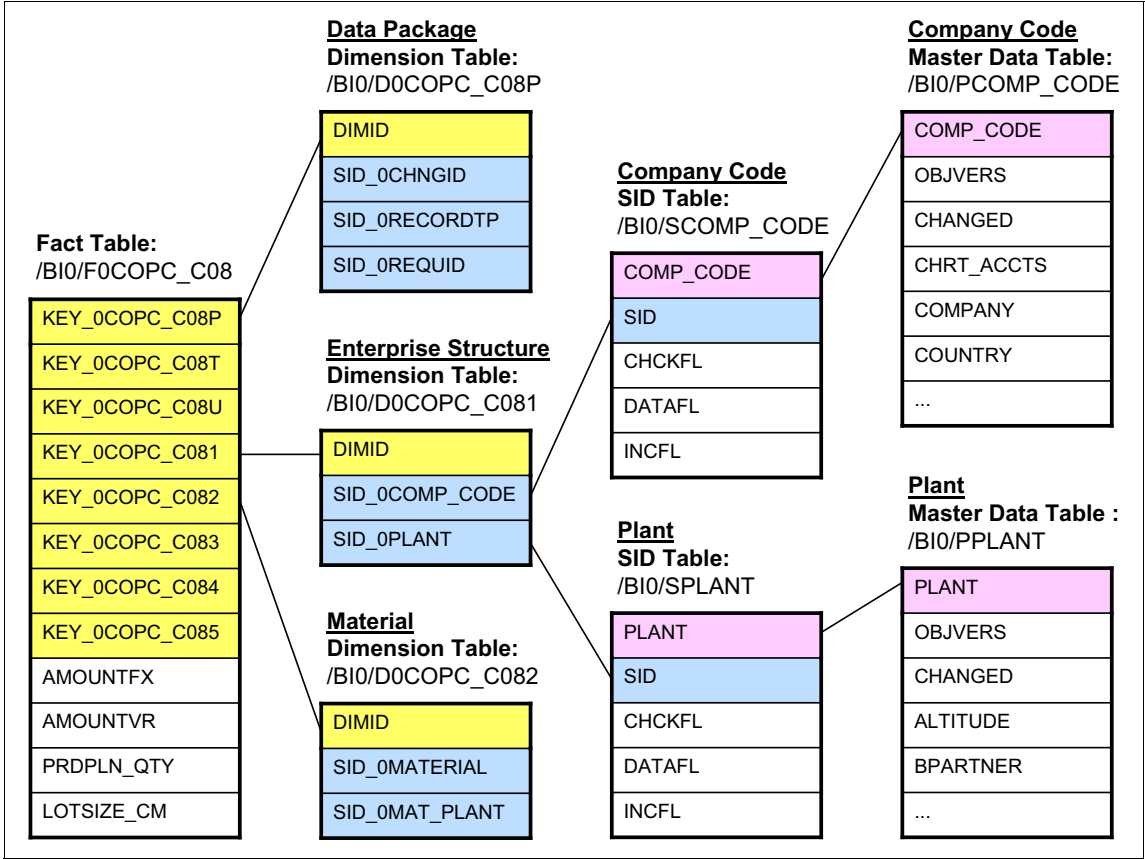 Fact Table:
/BI0/F0COPC_C08
KEY_0COPC_C08P
KEY_0COPC_C08T
KEY_0COPC_C08U
KEY_0COPC_C081
KEY_0COPC_C082
KEY_0COPC_C083
KEY_0COPC_C084
KEY_0COPC_C085
AMOUNTFX
AMOUNTVR
PRDPLN_QTY
LOTSIZE_CM
Data Package
Dimension Table:
/BI0/D0COPC_C08P
DIMID
SID_0CHNGID
SID_0RECORDTP
SID_0REQUID
Enterprise Structure
Dimension Table:
/BI0/D0COPC_C081
DIMID
SID_0COMP_CODE
SID_0PLANT
Material
Dimension Table:
/BI0/D0COPC_C082
DIMID
SID_0MATERIAL
SID_0MAT_PLANT
Company Code
SID Table:
/BI0/SCOMP_CODE
COMP_CODE
SID
CHCKFL
DATAFL
INCFL
Plant
SID Table:
/BI0/SPLANT
PLANT
SID
CHCKFL
DATAFL
INCFL
Company Code
Master Data Table:
/BI0/PCOMP_CODE
COMP_CODE
OBJVERS
CHANGED
CHRT_ACCTS
COMPANY
COUNTRY
...
Plant
Master Data Table :
/BI0/PPLANT
PLANT
OBJVERS
CHANGED
ALTITUDE
BPARTNER
...